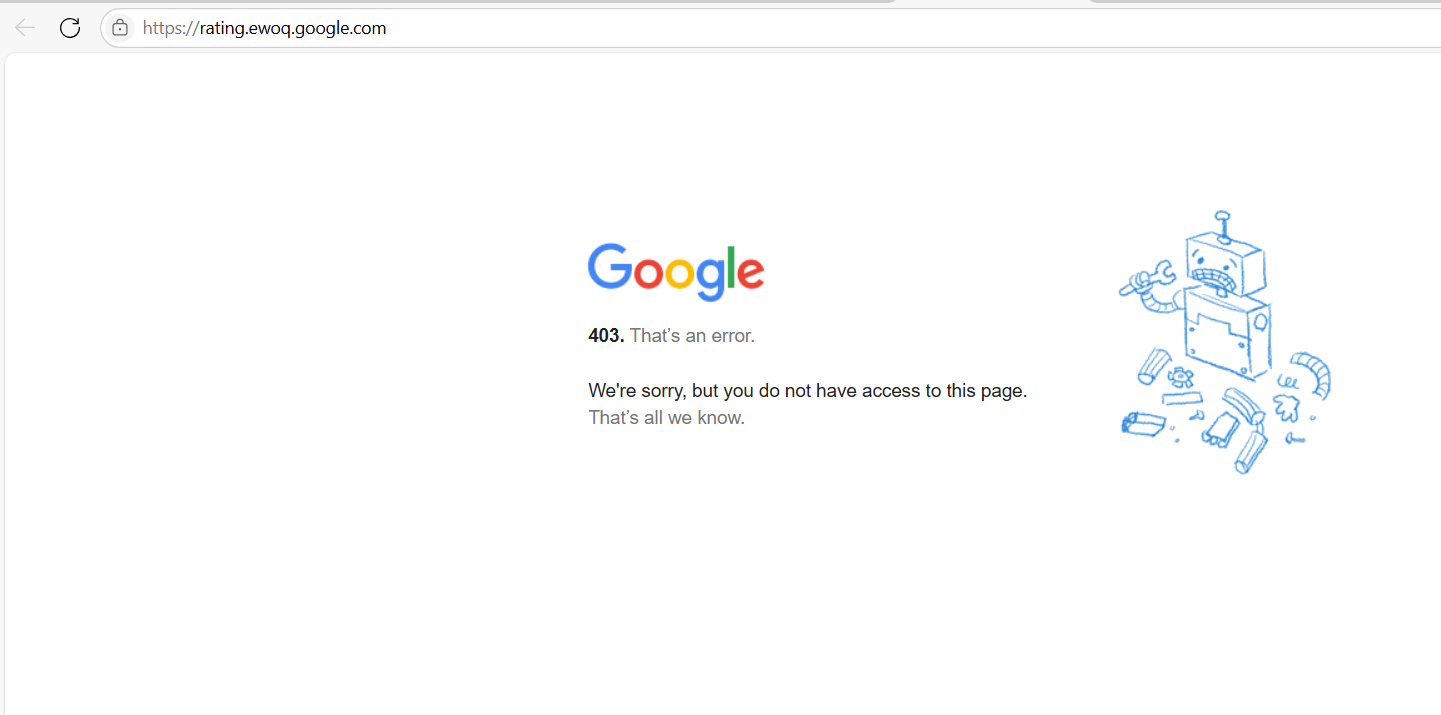 https://rating.ewoq.google.com
Google
403. That's an error.
We're sorry, but you do not have access to this page.
That's all we know.